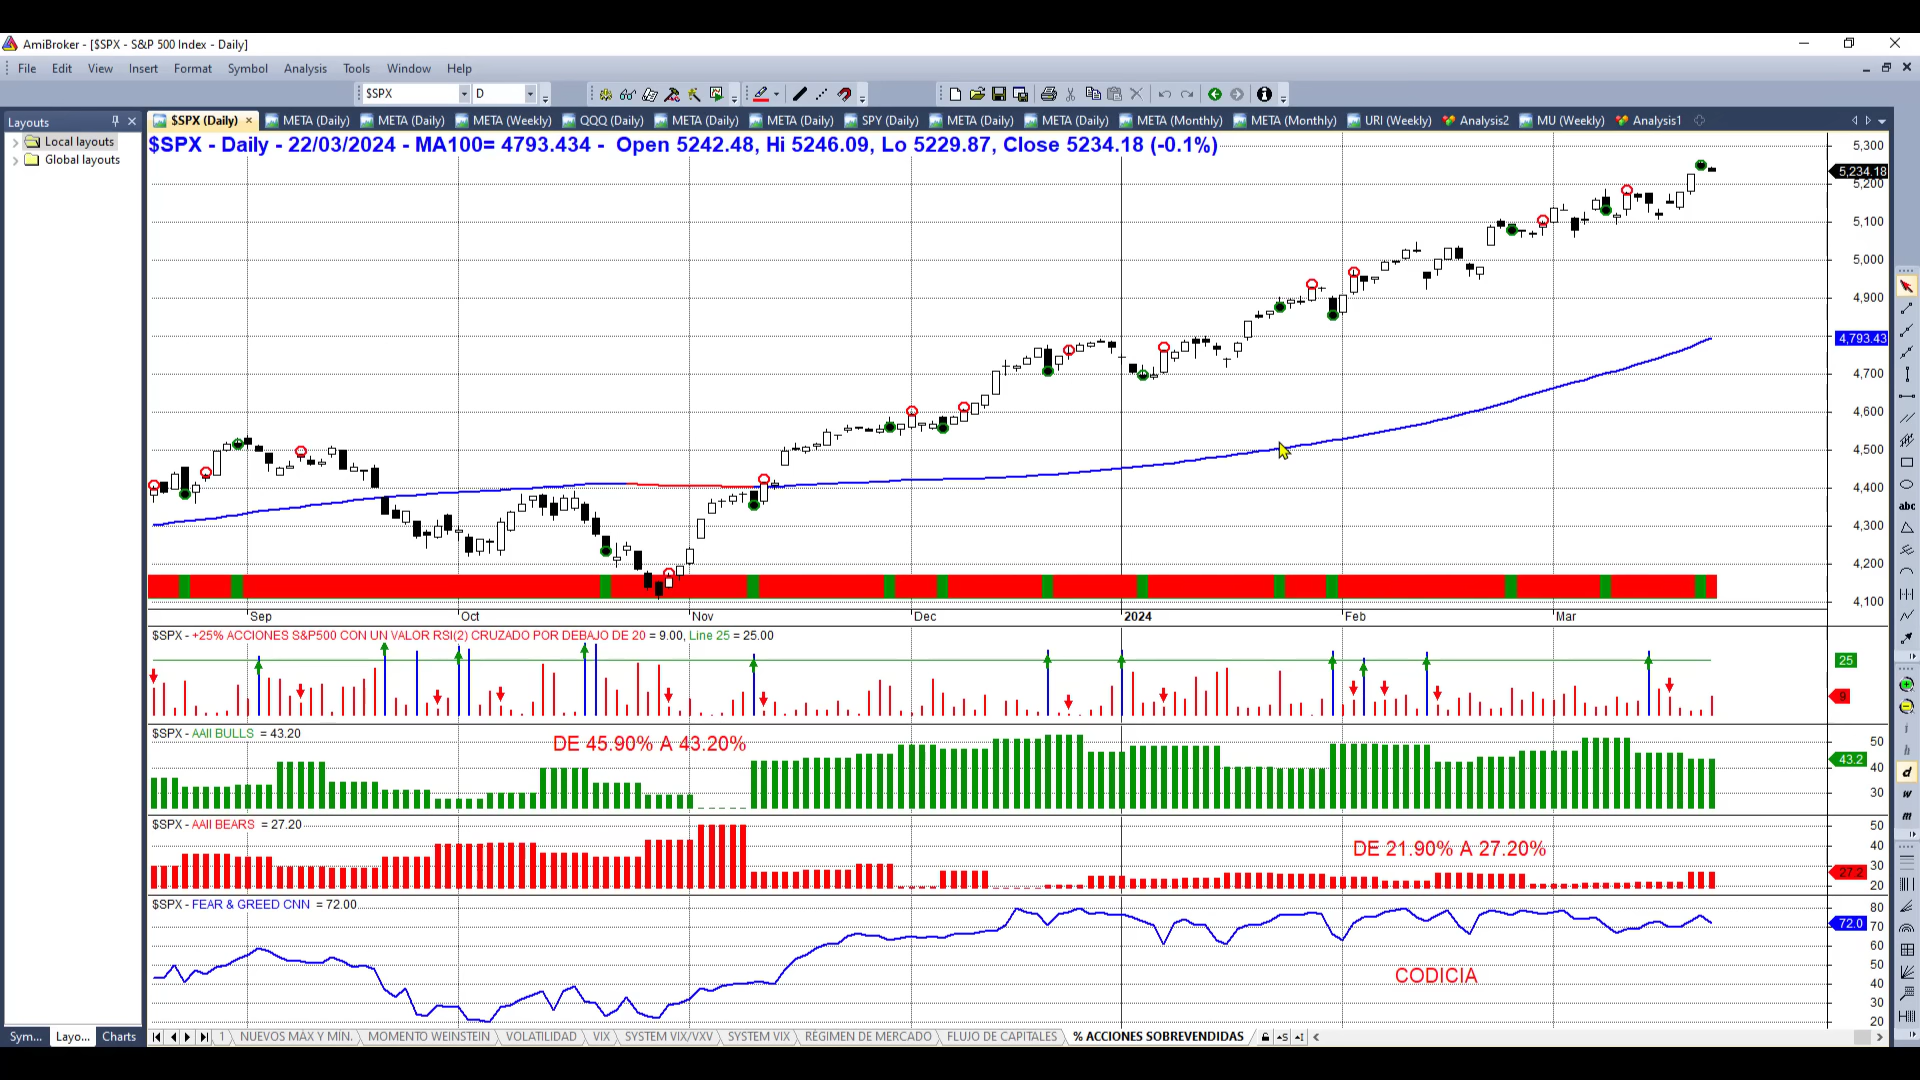 AmiBroker - [$SPX - S&P 500 Index - Daily]
File Edit View Insert Format Symbol Analysis Tools Window Help
$SPX D
Layouts
Local layouts
Global layouts
$SPX (Daily) META (Daily) META (Daily) META (Weekly) QQQ (Daily) META (Daily) META (Daily) SPY (Daily) META (Daily) META (Daily) META (Monthly) META (Monthly) URI (Weekly) Analysis2 MU (Weekly) Analysis1
$SPX - Daily - 22/03/2024 - MA100= 4793.434 - Open 5242.48, Hi 5246.09, Lo 5229.87, Close 5234.18 (-0.1%)
5,300
5,234.18
5,200
5,100
5,000
4,900
4,793.43
4,700
4,600
4,500
4,400
4,300
4,200
4,100
Sep Oct Nov Dec 2024 Feb Mar
$SPX - +25% ACCIONES S&P500 CON UN VALOR RSI(2) CRUZADO POR DEBAJO DE 20 = 9.00, Line 25 = 25.00
25
9
$SPX - AAII BULLS = 43.20
DE 45.90% A 43.20%
50
43.2
40
30
$SPX - AAII BEARS = 27.20
DE 21.90% A 27.20%
50
40
30
27.2
20
$SPX - FEAR & GREED CNN = 72.00
CODICIA
80
72.0
70
60
50
40
30
20
abc
d
w
m
Sym... Layo... Charts
1 NUEVOS MÁX Y MÍN. MOMENTO WEINSTEIN VOLATILIDAD VIX SYSTEM VIX/VXV SYSTEM VIX RÉGIMEN DE MERCADO FLUJO DE CAPITALES % ACCIONES SOBREVENDIDAS